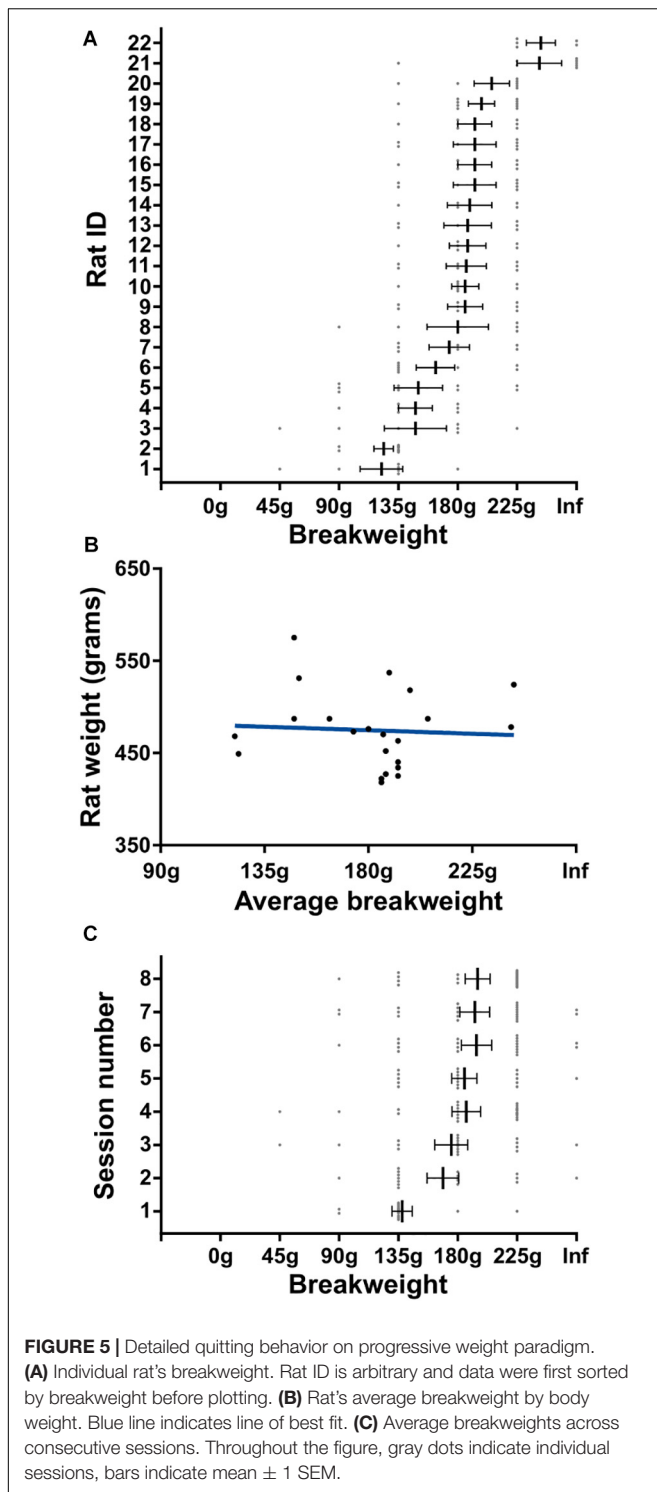 A
22
21
20
19
18
17
16
15
14
13
12
11
10
9
8
7
6
5
4
3
2
1
Rat ID
0g 45g 90g 135g 180g 225g Inf
Breakweight
B
650
550
450
350
Rat weight (grams)
90g 135g 180g 225g Inf
Average breakweight
C
8
7
6
5
4
3
2
1
Session number
0g 45g 90g 135g 180g 225g Inf
Breakweight
FIGURE 5 | Detailed quitting behavior on progressive weight paradigm.
(A) Individual rat's breakweight. Rat ID is arbitrary and data were first sorted
by breakweight before plotting. (B) Rat's average breakweight by body
weight. Blue line indicates line of best fit. (C) Average breakweights across
consecutive sessions. Throughout the figure, gray dots indicate individual
sessions, bars indicate mean ± 1 SEM.